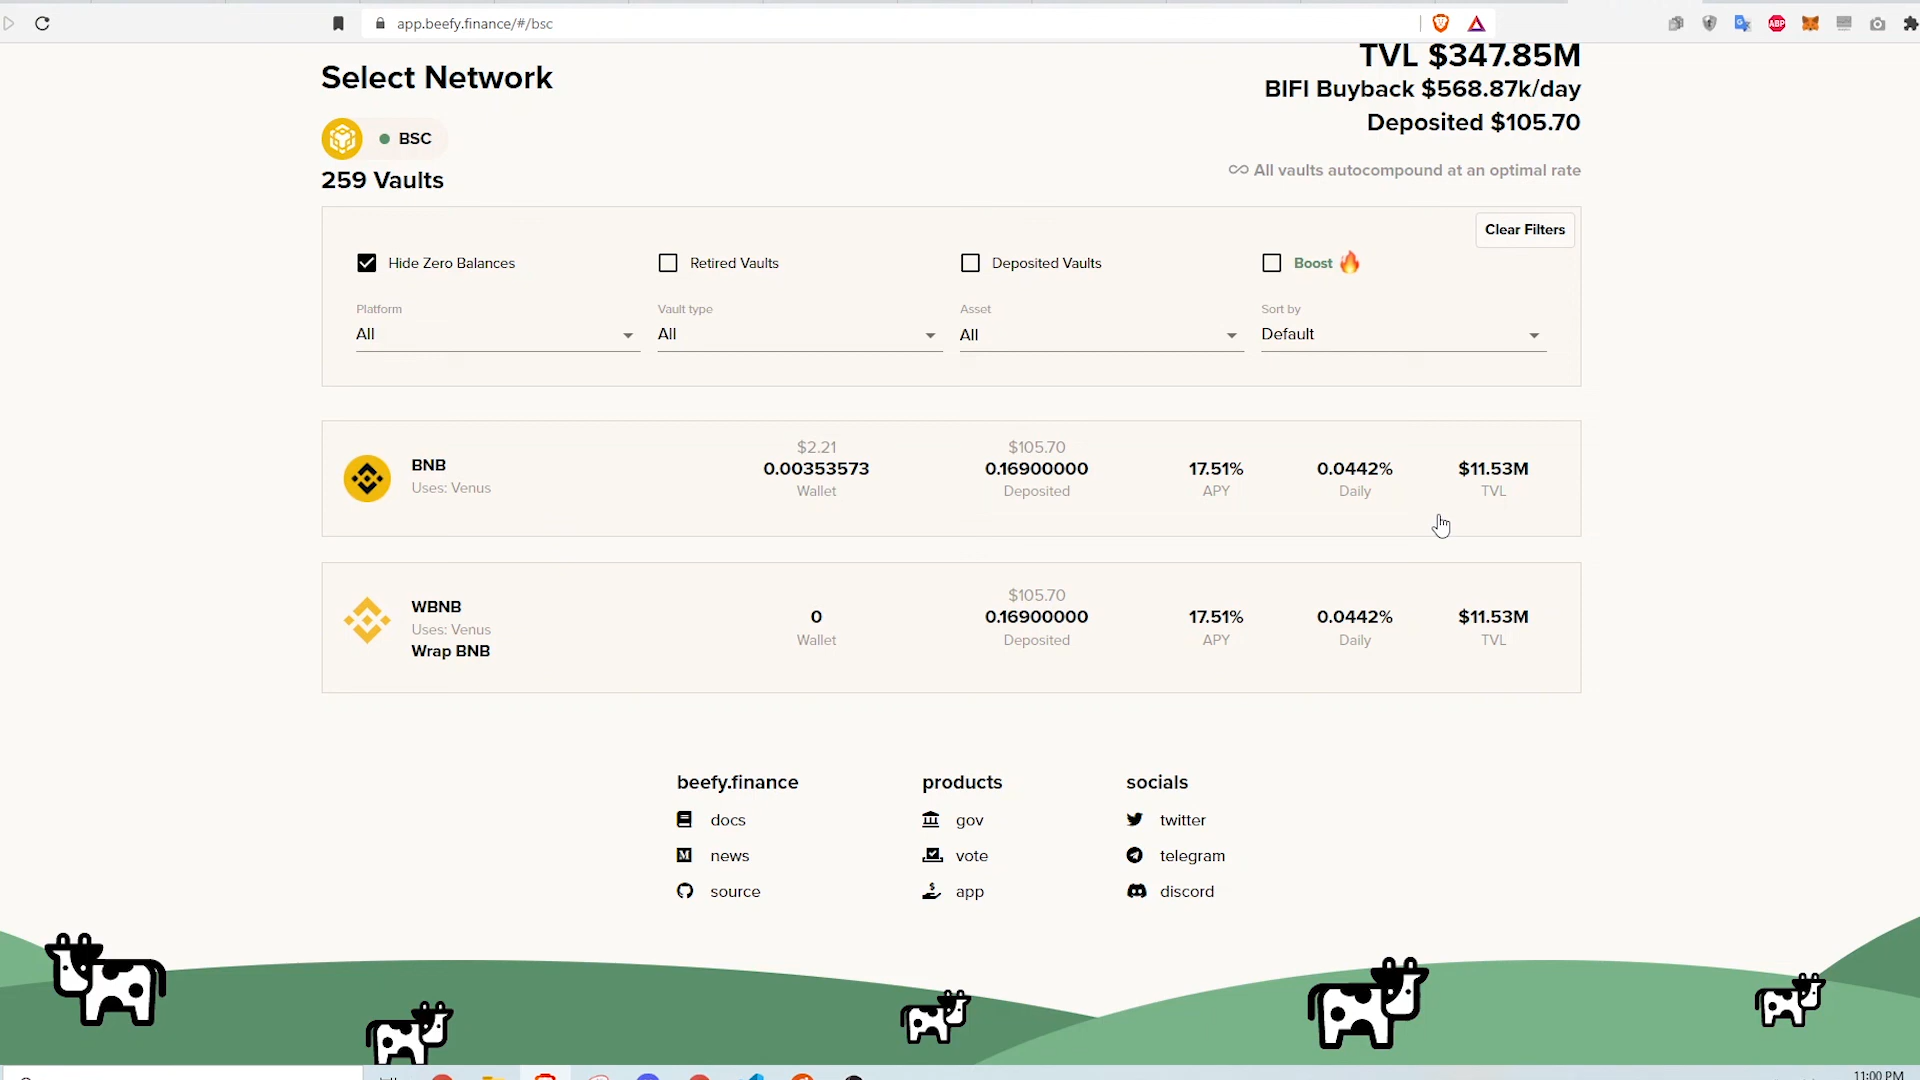 app.beefy.finance/#/bsc
ABP
Select Network
TVL $347.85M
BIFI Buyback $568.87k/day
Deposited $105.70
BSC
259 Vaults
All vaults autocompound at an optimal rate
Clear Filters
Hide Zero Balances
Retired Vaults
Deposited Vaults
Boost 🔥
Platform
Vault type
Asset
Sort by
All
All
All
Default
BNB
Uses: Venus
$2.21
0.00353573
Wallet
$105.70
0.16900000
Deposited
17.51%
APY
0.0442%
Daily
$11.53M
TVL
WBNB
Uses: Venus
Wrap BNB
0
Wallet
$105.70
0.16900000
Deposited
17.51%
APY
0.0442%
Daily
$11.53M
TVL
beefy.finance
docs
news
source
products
gov
vote
app
socials
twitter
telegram
discord
11:00 PM